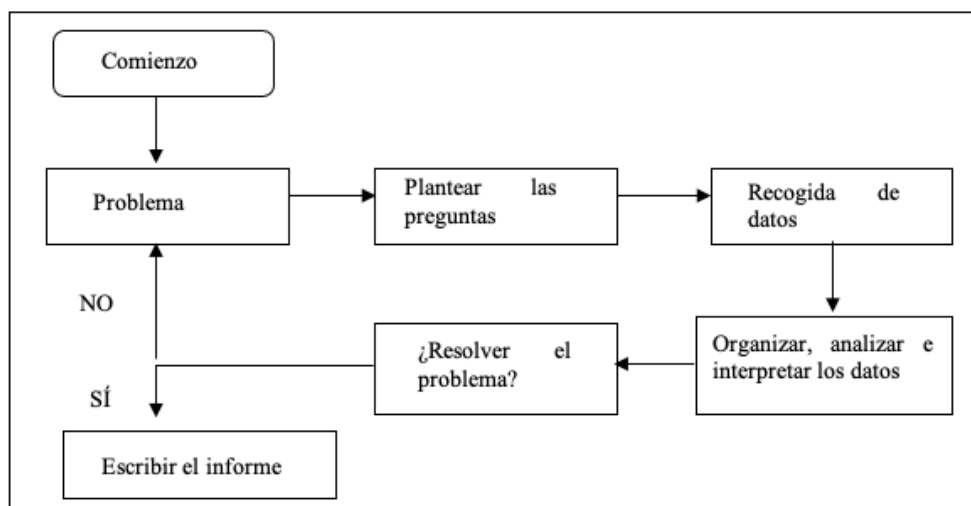 Comienzo
Problema
Plantear las
preguntas
Recogida de
datos
NO
¿Resolver el
problema?
Organizar, analizar e
interpretar los datos
SÍ
Escribir el informe